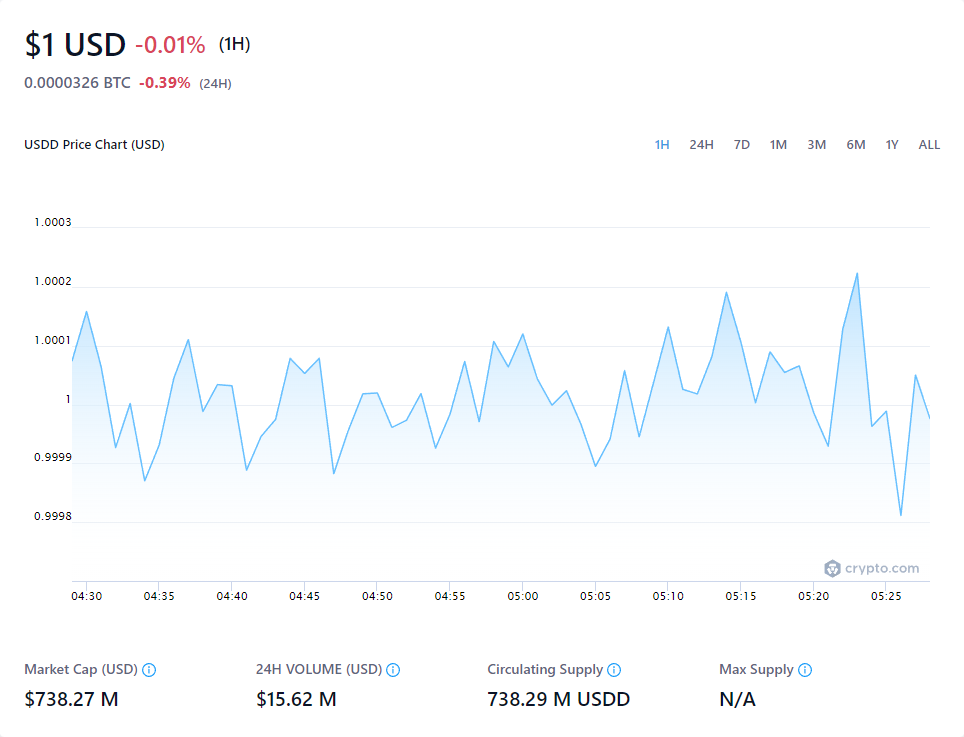 $1 USD -0.01% (1H)
0.0000326 BTC -0.39% (24H)
USDD Price Chart (USD) 1H 24H 7D 1M 3M 6M 1Y ALL
1.0003
1.0002
1.0001
1
0.9999
0.9998
crypto.com
04:30 04:35 04:40 04:45 04:50 04:55 05:00 05:05 05:10 05:15 05:20 05:25
Market Cap (USD) 24H VOLUME (USD) Circulating Supply Max Supply
$738.27 M $15.62 M 738.29 M USDD N/A